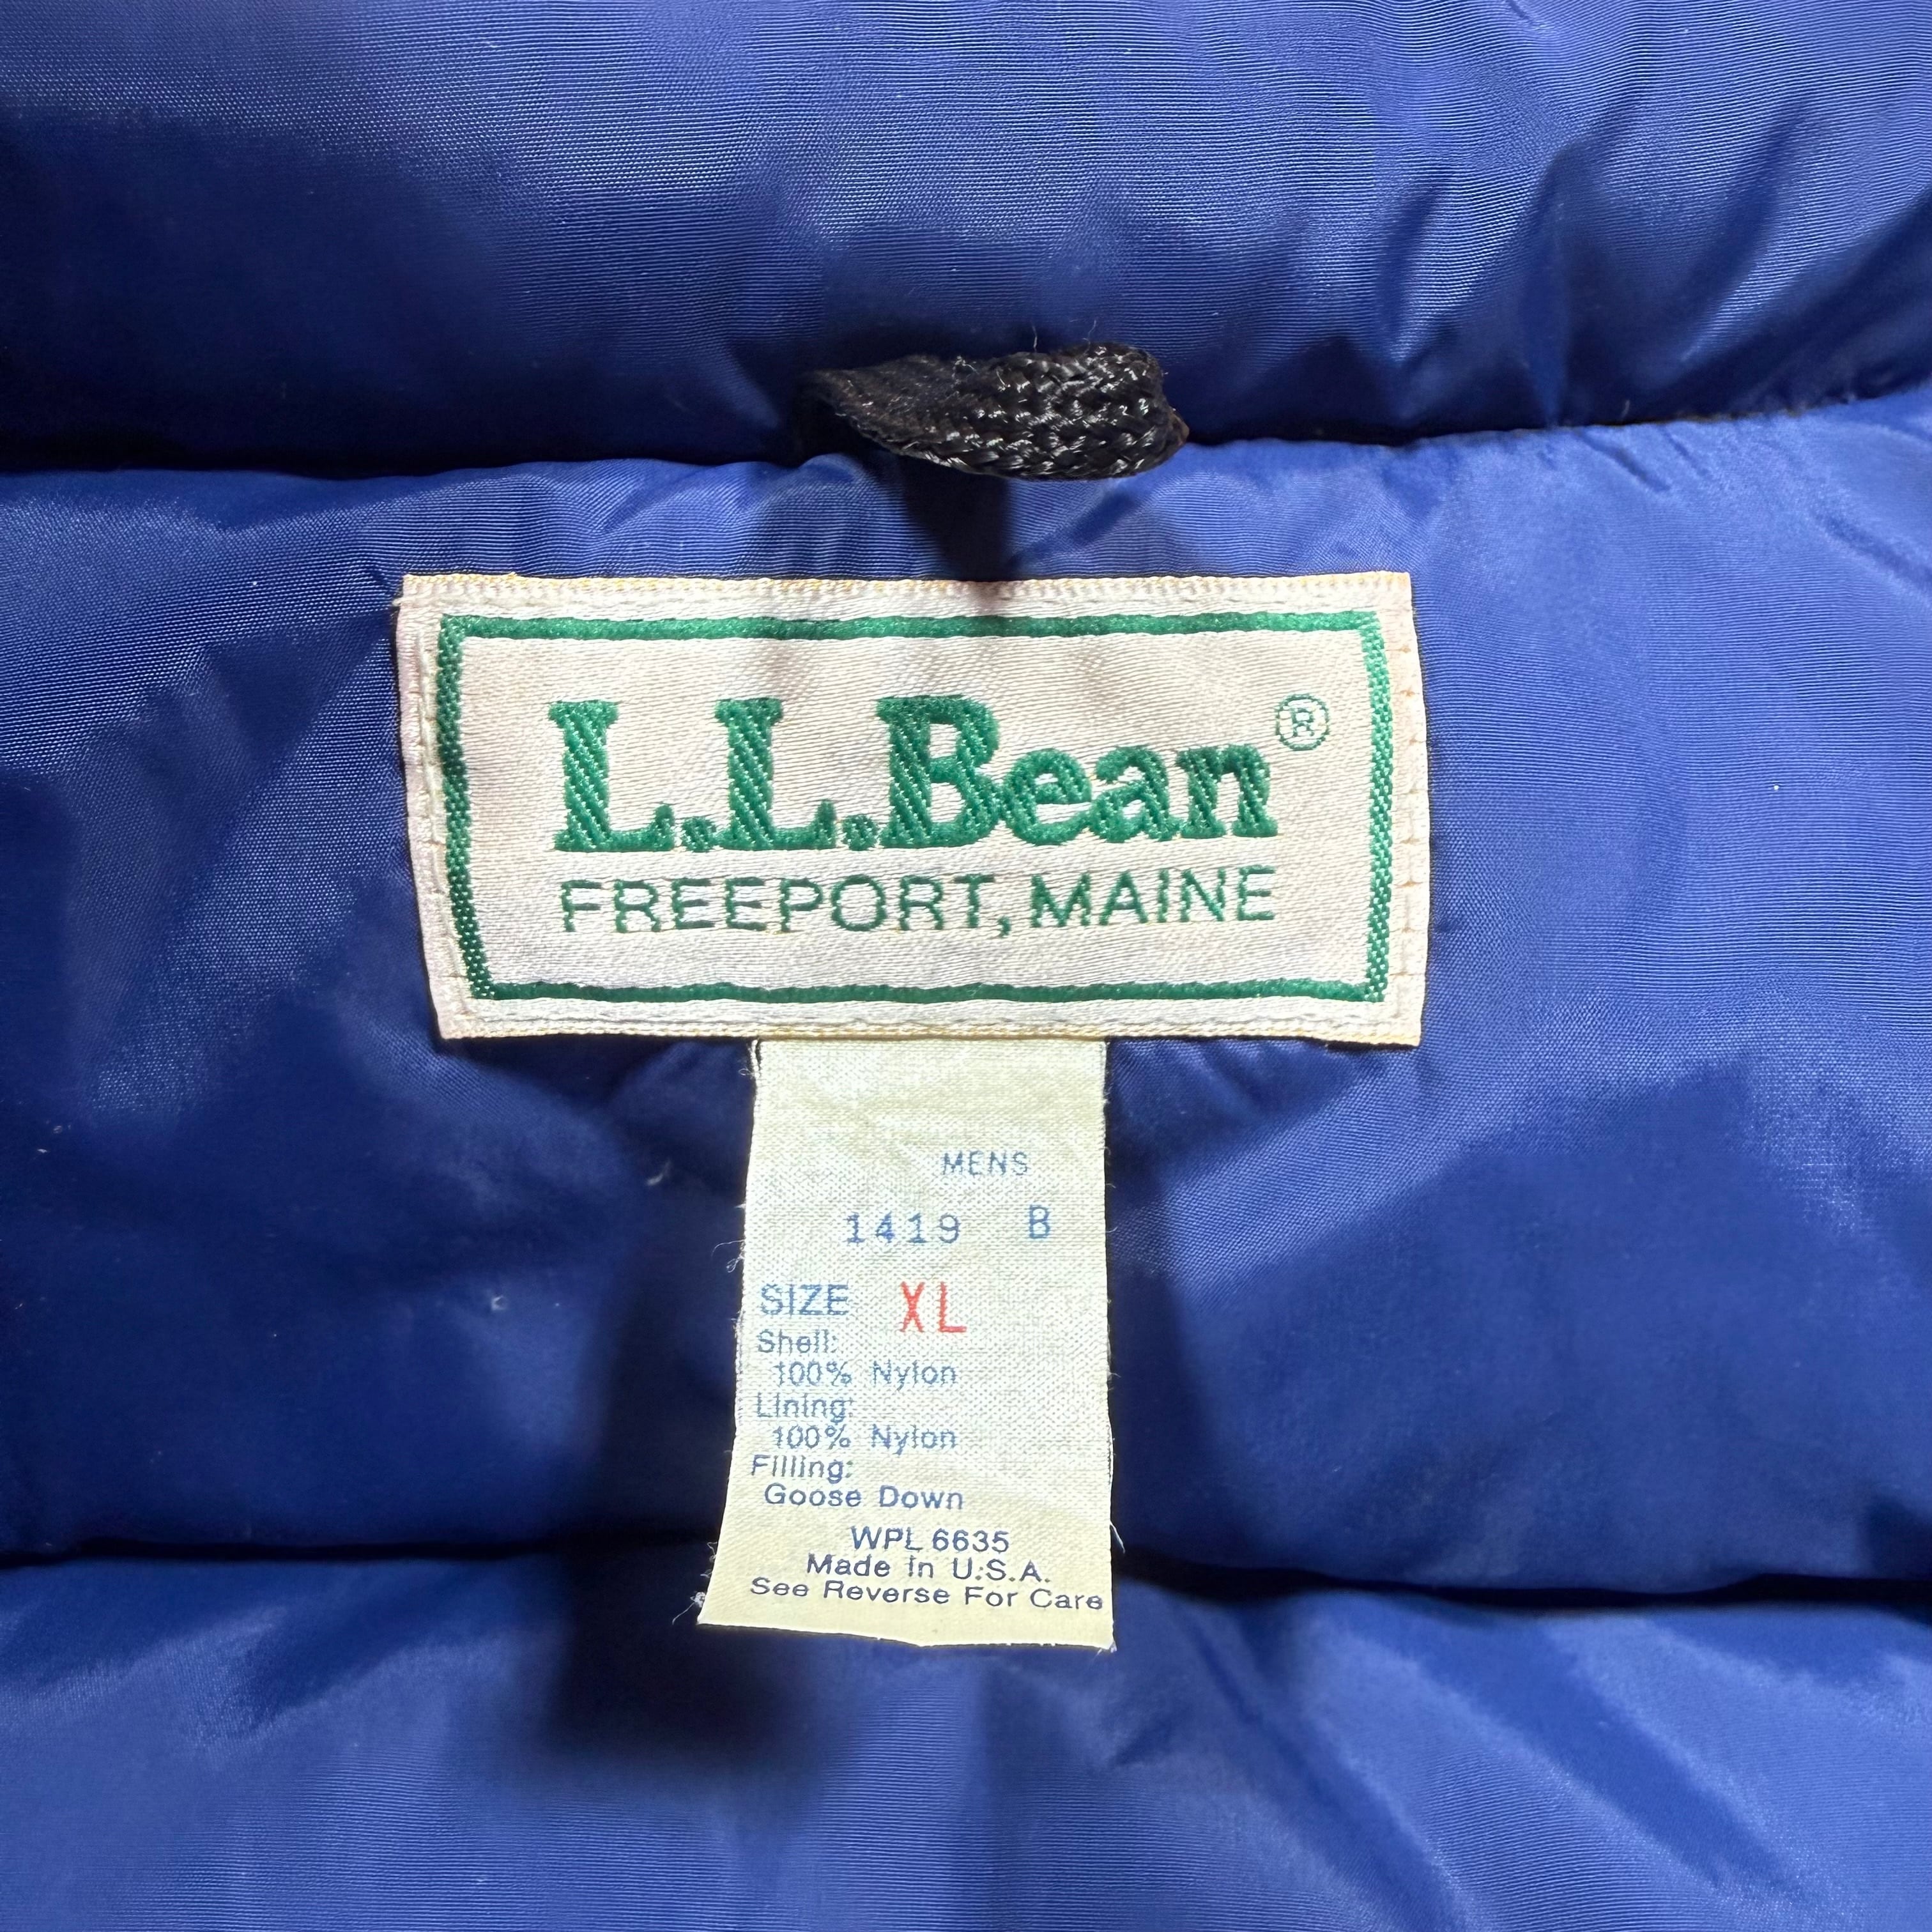 L.L.Bean®
FREEPORT, MAINE
MENS
1419 B
SIZE XL
Shell:
100% Nylon
Lining:
100% Nylon
Filling:
Goose Down
WPL 6635
Made In U.S.A.
See Reverse For Care